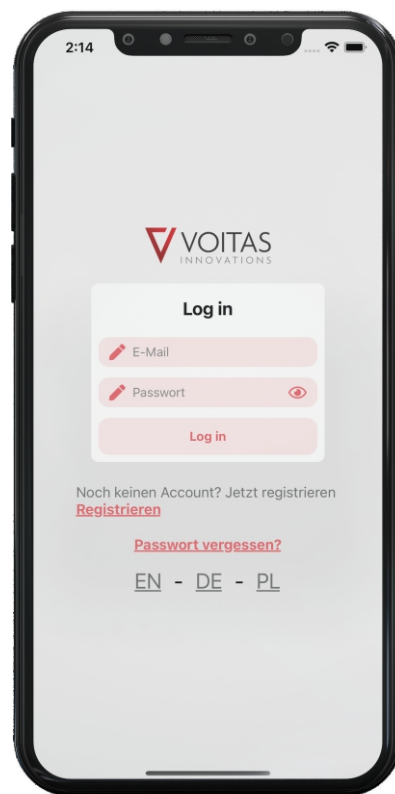 2:14
VOITAS
INNOVATIONS
Log in
E-Mail
Passwort
Log in
Noch keinen Account? Jetzt registrieren
Registrieren
Passwort vergessen?
EN - DE - PL